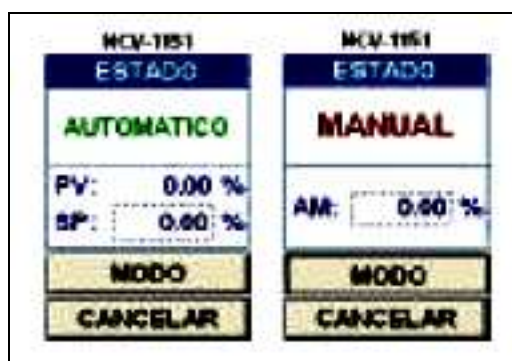 HCV-1151
ESTADO
AUTOMATICO
PV: 0.00 %
SP: 0.00 %
MODO
CANCELAR
HCV-1151
ESTADO
MANUAL
AM: 0.00 %
MODO
CANCELAR